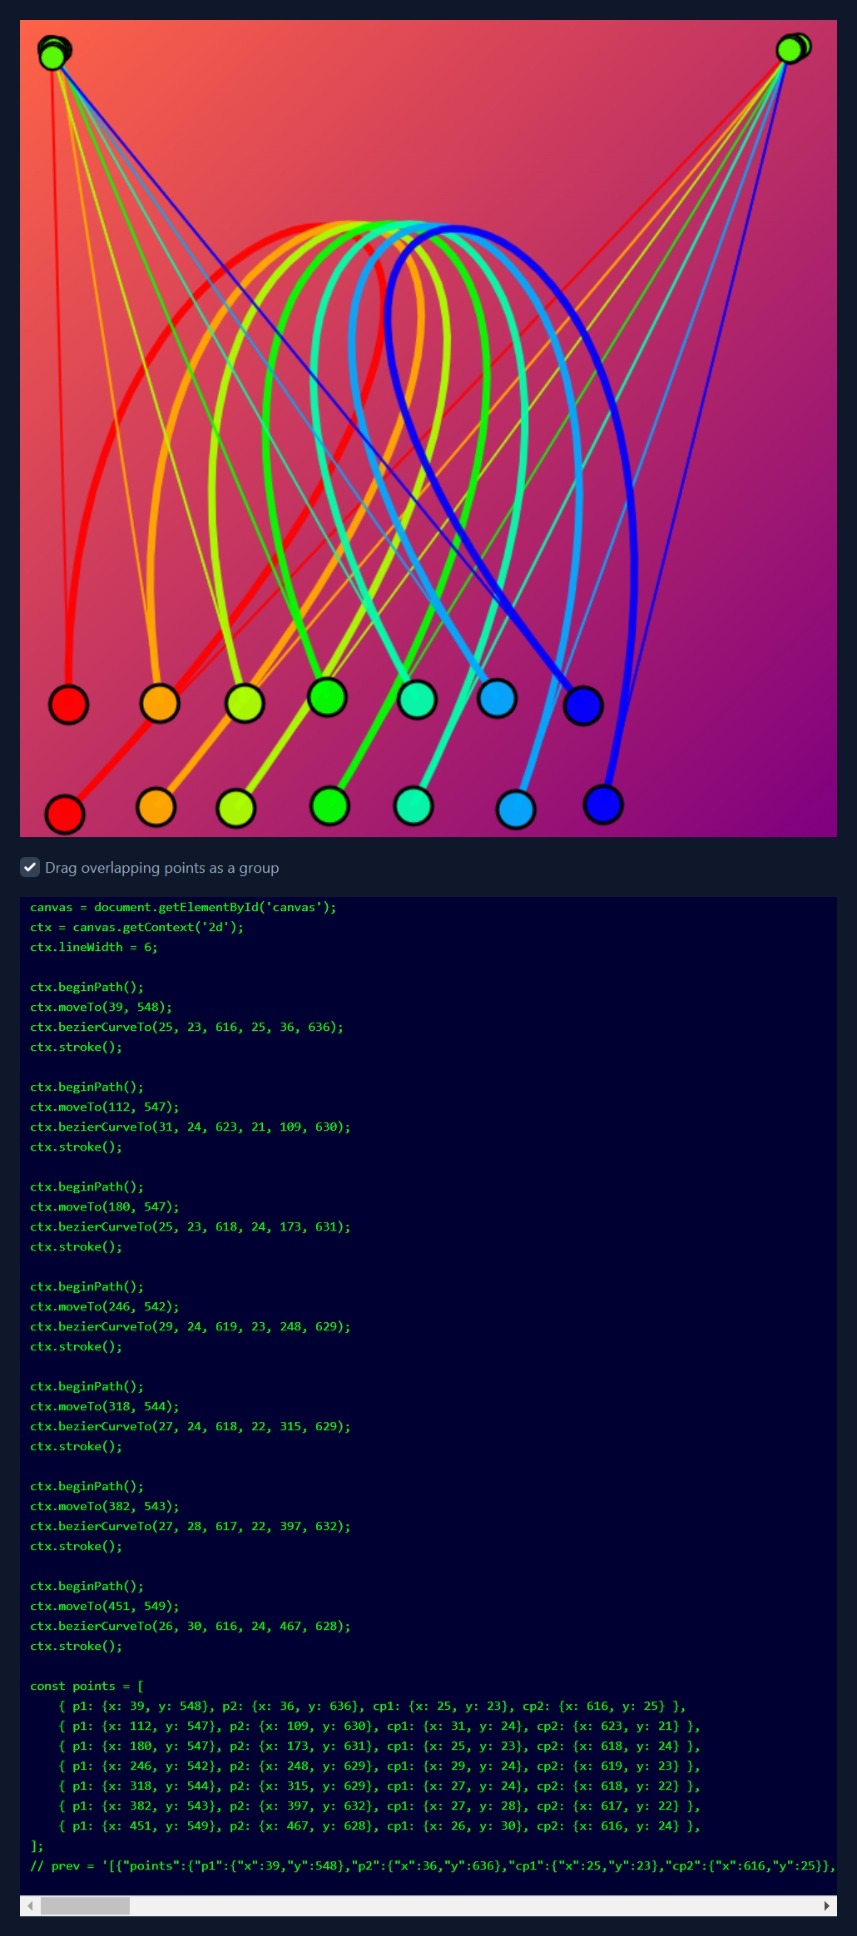 Drag overlapping points as a group
canvas = document.getElementById('canvas');
ctx = canvas.getContext('2d');
ctx.lineWidth = 6;
ctx.beginPath();
ctx.moveTo(39, 548);
ctx.bezierCurveTo(25, 23, 616, 25, 36, 636);
ctx.stroke();
ctx.beginPath();
ctx.moveTo(112, 547);
ctx.bezierCurveTo(31, 24, 623, 21, 109, 630);
ctx.stroke();
ctx.beginPath();
ctx.moveTo(180, 547);
ctx.bezierCurveTo(25, 23, 618, 24, 173, 631);
ctx.stroke();
ctx.beginPath();
ctx.moveTo(246, 542);
ctx.bezierCurveTo(29, 24, 619, 23, 248, 629);
ctx.stroke();
ctx.beginPath();
ctx.moveTo(318, 544);
ctx.bezierCurveTo(27, 24, 618, 22, 315, 629);
ctx.stroke();
ctx.beginPath();
ctx.moveTo(382, 543);
ctx.bezierCurveTo(27, 28, 617, 22, 397, 632);
ctx.stroke();
ctx.beginPath();
ctx.moveTo(451, 549);
ctx.bezierCurveTo(26, 30, 616, 24, 467, 628);
ctx.stroke();
const points = [
{ p1: {x: 39, y: 548}, p2: {x: 36, y: 636}, cp1: {x: 25, y: 23}, cp2: {x: 616, y: 25} },
{ p1: {x: 112, y: 547}, p2: {x: 109, y: 630}, cp1: {x: 31, y: 24}, cp2: {x: 623, y: 21} },
{ p1: {x: 180, y: 547}, p2: {x: 173, y: 631}, cp1: {x: 25, y: 23}, cp2: {x: 618, y: 24} },
{ p1: {x: 246, y: 542}, p2: {x: 248, y: 629}, cp1: {x: 29, y: 24}, cp2: {x: 619, y: 23} },
{ p1: {x: 318, y: 544}, p2: {x: 315, y: 629}, cp1: {x: 27, y: 24}, cp2: {x: 618, y: 22} },
{ p1: {x: 382, y: 543}, p2: {x: 397, y: 632}, cp1: {x: 27, y: 28}, cp2: {x: 617, y: 22} },
{ p1: {x: 451, y: 549}, p2: {x: 467, y: 628}, cp1: {x: 26, y: 30}, cp2: {x: 616, y: 24} },
];
// prev = '[{"points":{"p1":{"x":39,"y":548},"p2":{"x":36,"y":636},"cp1":{"x":25,"y":23},"cp2":{"x":616,"y":25}},